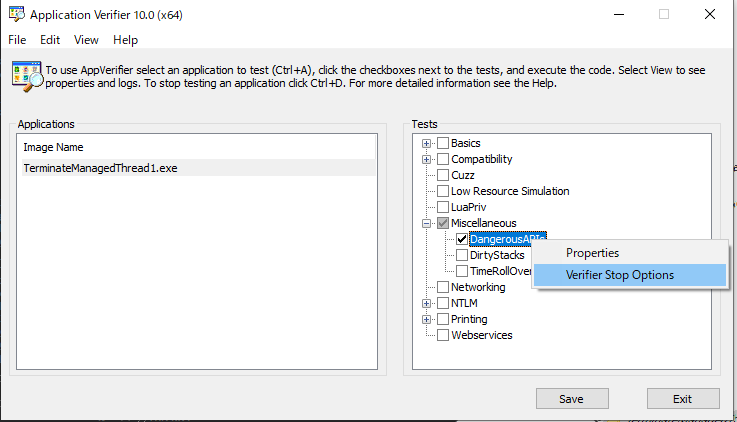 Application Verifier 10.0 (x64)
File Edit View Help
To use AppVerifier select an application to test (Ctrl+A), click the checkboxes next to the tests, and execute the code. Select View to see
properties and logs. To stop testing an application click Ctrl+D. For more detailed information see the Help.
Applications
Image Name
TerminateManagedThread1.exe
Tests
Basics
Compatibility
Cuzz
Low Resource Simulation
LuaPriv
Miscellaneous
DangerousAPIs
DirtyStacks
TimeRollOver
Networking
NTLM
Printing
Webservices
Properties
Verifier Stop Options
Save
Exit